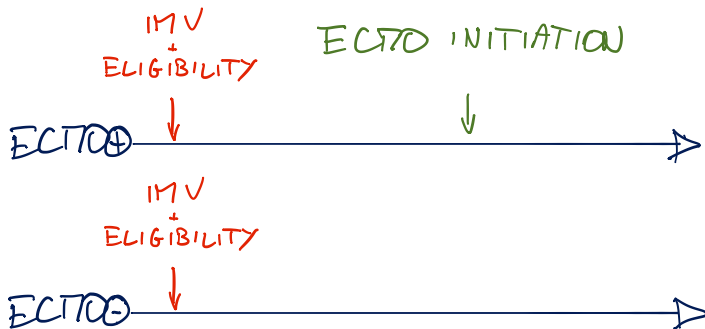 IMV
+
ELIGIBILITY
ECMO INITIATION
ECMO+
IMV
+
ELIGIBILITY
ECMO-